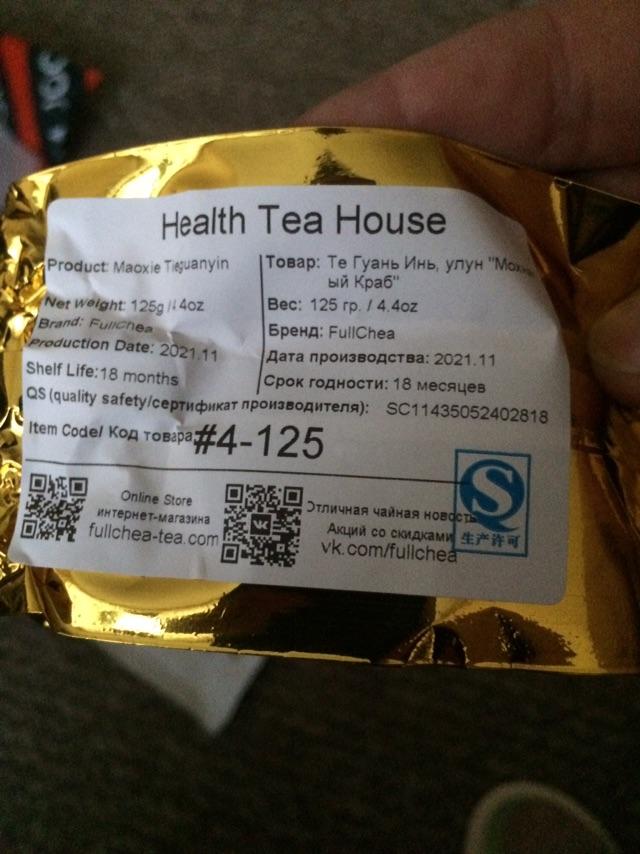 Health Tea House
Product: Maoxie Tieguanyin
Net Weight: 125g / 4.4oz
Brand: FullChea
Production Date: 2021.11
Shelf Life:18 months
Товар: Те Гуань Инь, улун "Мохн
ый Краб"
Вес: 125 гр. / 4.4oz
Бренд: FullChea
Дата производства: 2021.11
Срок годности: 18 месяцев
QS (quality safety/сертификат производителя): SC11435052402818
Item Code/ Код товара: #4-125
Online Store
интернет-магазина
fullchea-tea.com
Отличная чайная новость
Акций со скидками
vk.com/fullchea
生产许可